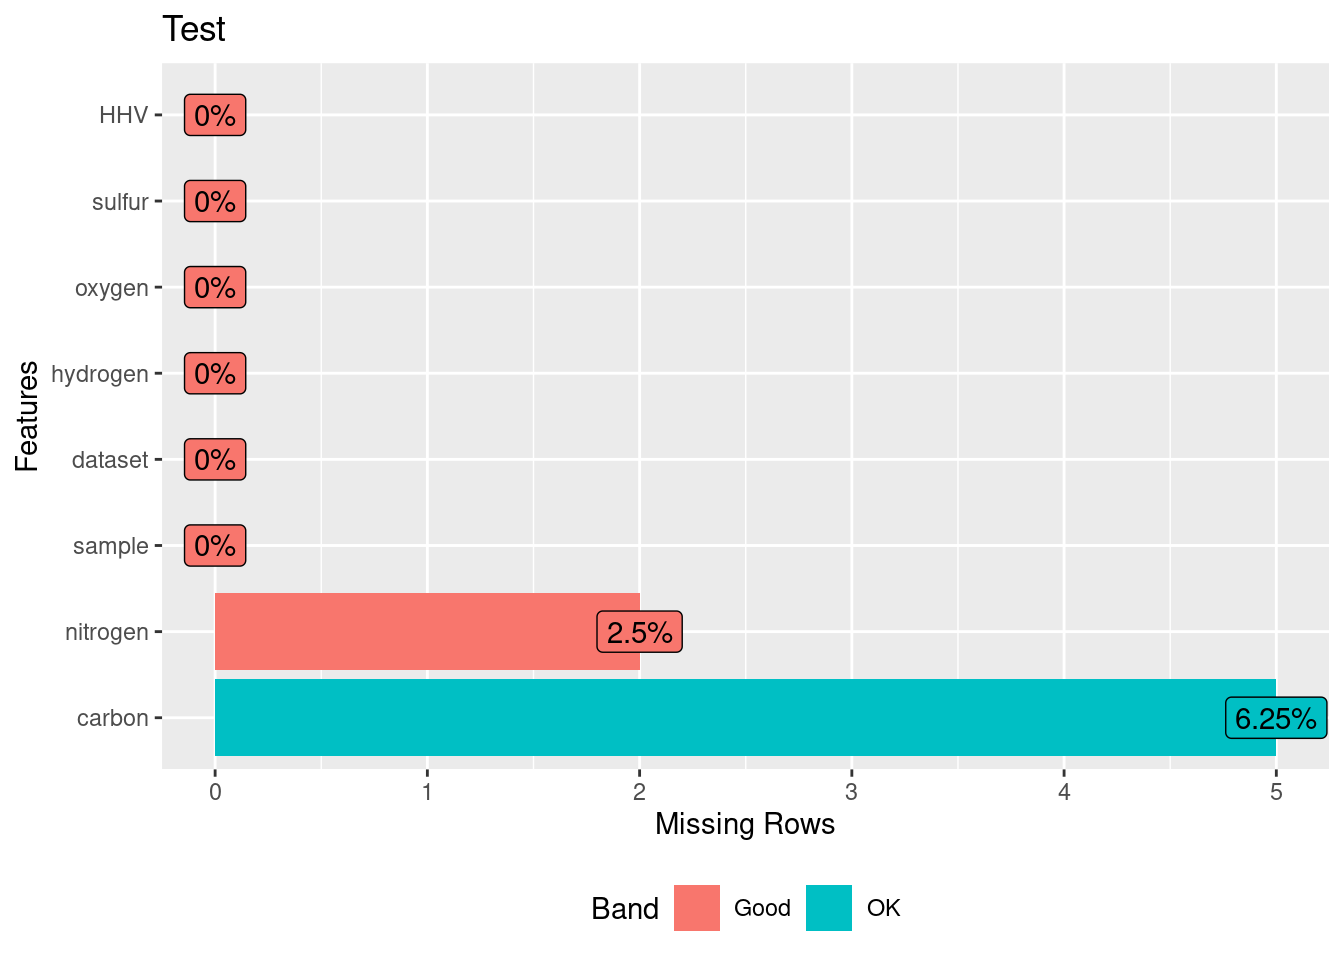 Test
Features
HHV 0%
sulfur 0%
oxygen 0%
hydrogen 0%
dataset 0%
sample 0%
nitrogen 2.5%
carbon 6.25%
0 1 2 3 4 5
Missing Rows
Band Good OK